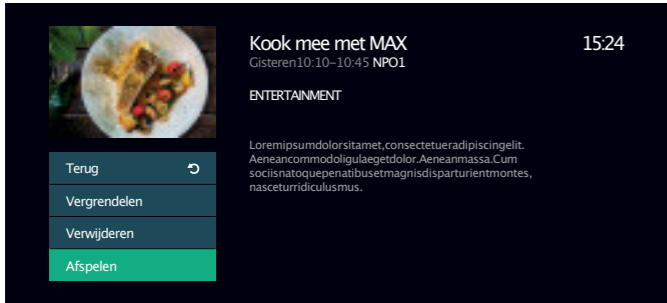 Kook mee met MAX
15:24
Gisteren10:10–10:45 NPO1
ENTERTAINMENT
Loremipsumdolorsitamet,consectetueradipiscingelit.
Aeneancommodoligulaegetdolor.Aeneanmassa.Cum
sociisnatoquepenatibusetmagnisdisparturientmontes,
nasceturridiculusmus.
Terug
Vergrendelen
Verwijderen
Afspelen